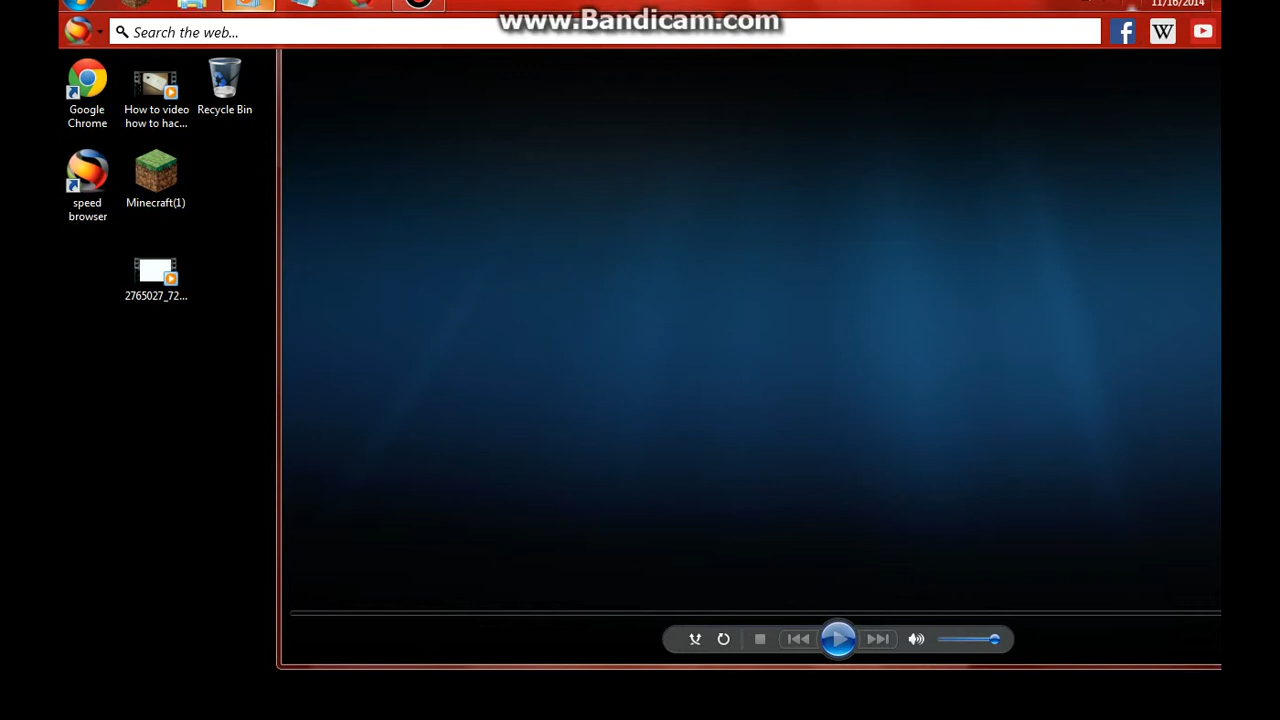 www.Bandicam.com
11/16/2014
Search the web...
f
W
Google
Chrome
How to video
how to hac...
Recycle Bin
speed
browser
Minecraft(1)
2765027_72...